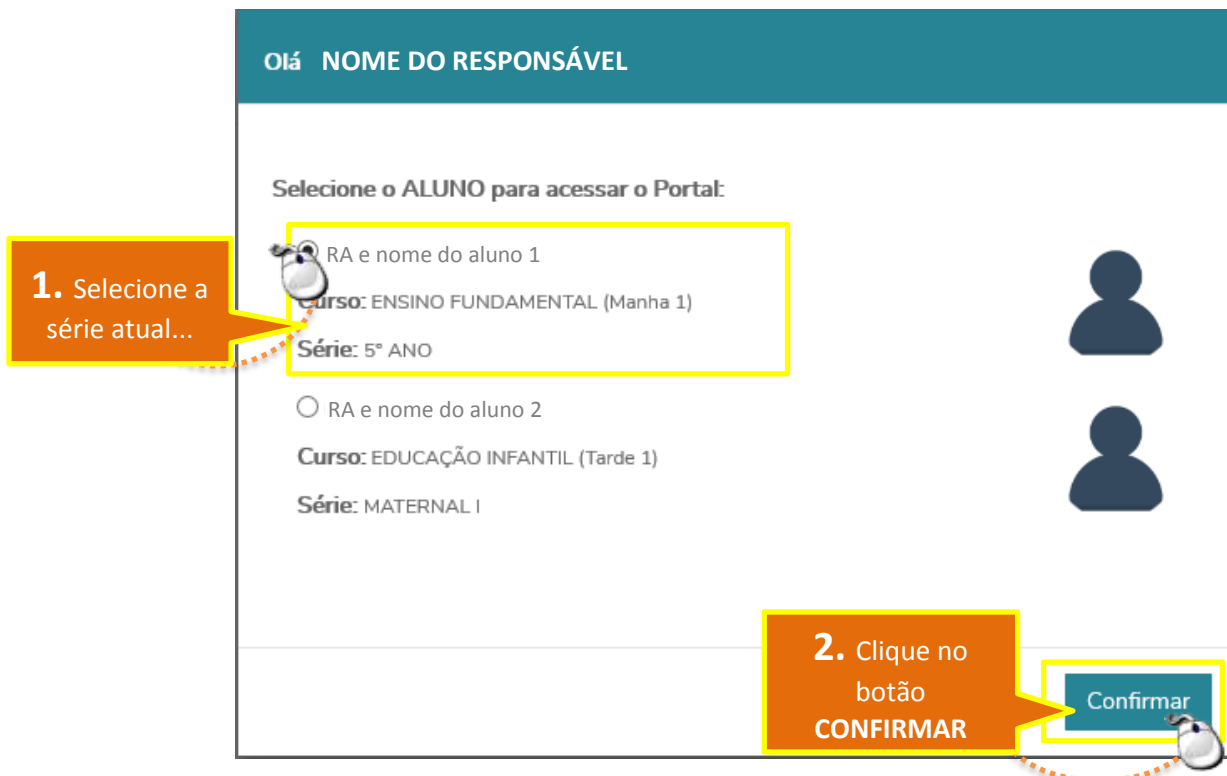 Olá NOME DO RESPONSÁVEL
Selecione o ALUNO para acessar o Portal:
1. Selecione a
série atual...
RA e nome do aluno 1
Curso: ENSINO FUNDAMENTAL (Manha 1)
Série: 5º ANO
RA e nome do aluno 2
Curso: EDUCAÇÃO INFANTIL (Tarde 1)
Série: MATERNAL I
2. Clique no
botão
CONFIRMAR
Confirmar